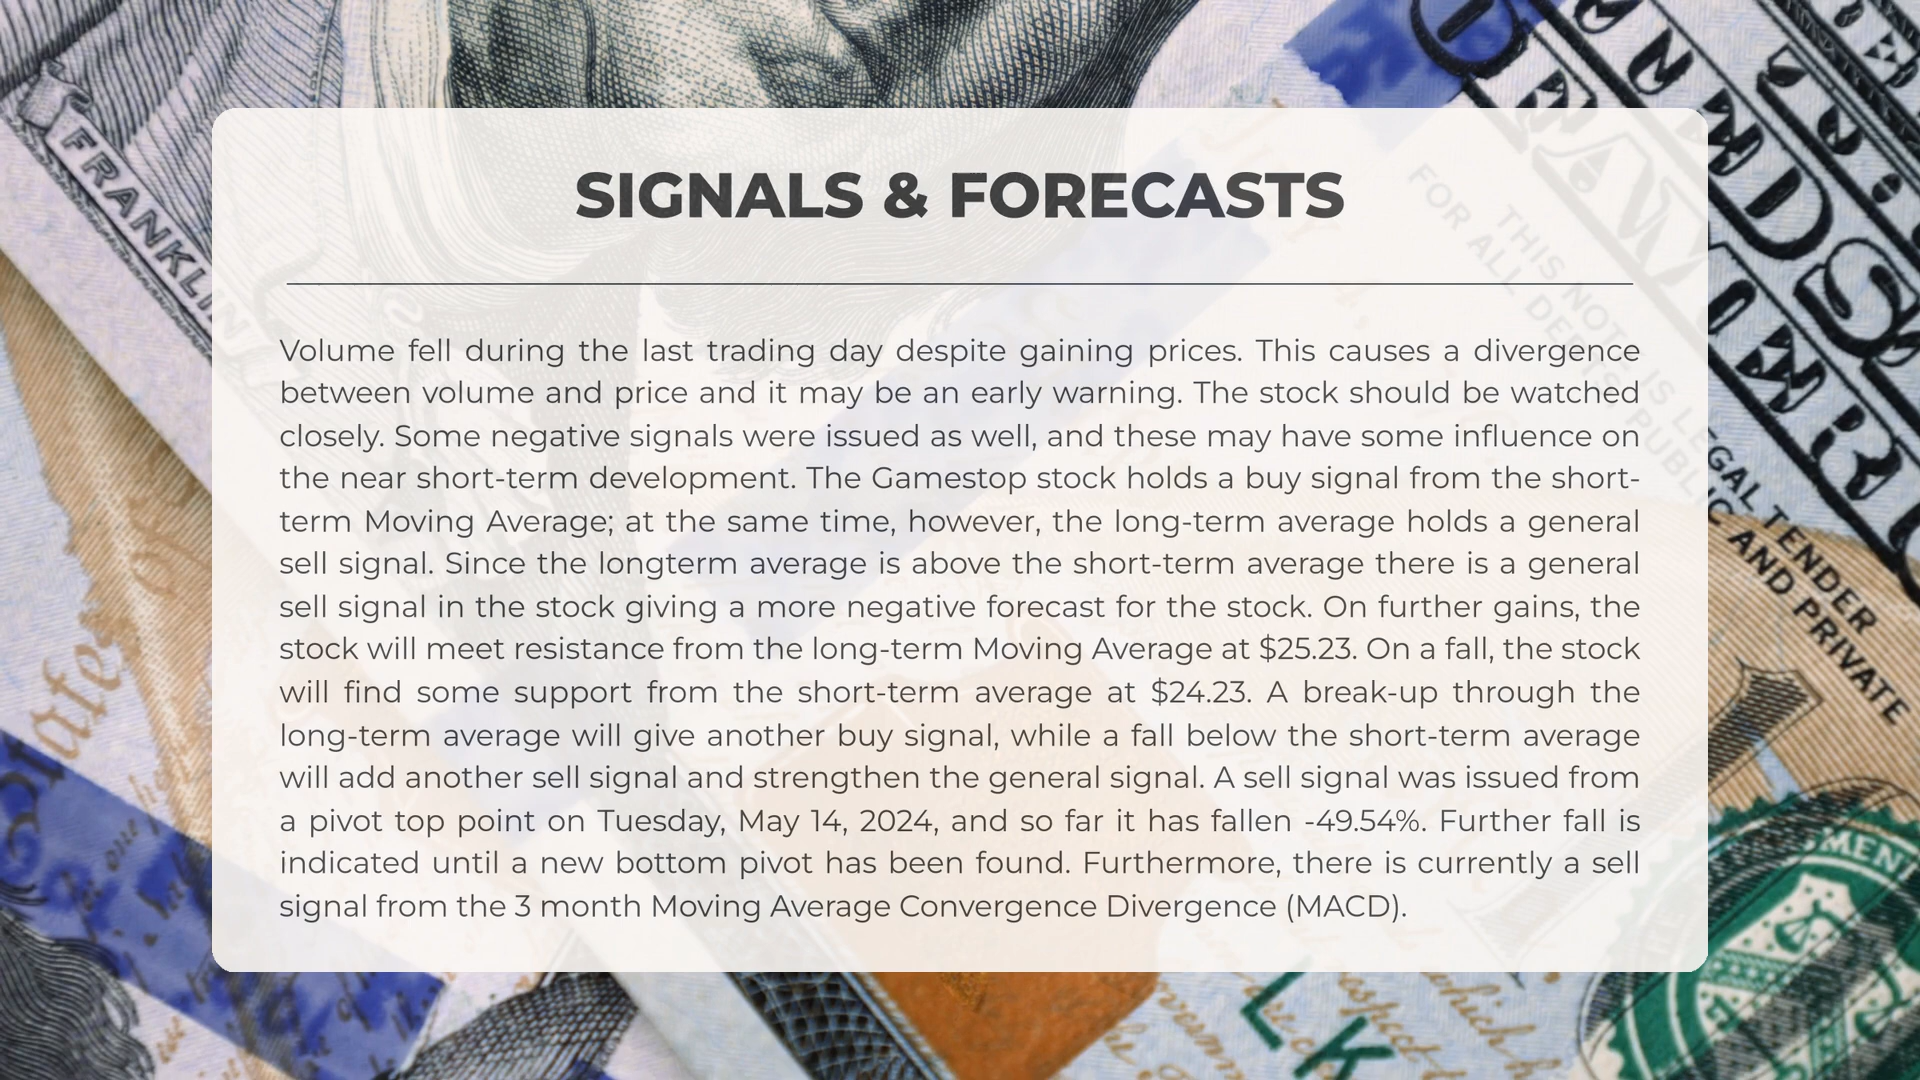 FRANKLIN
SIGNALS & FORECASTS
THIS NOTE IS LEGAL TENDER
FOR ALL DEBTS, PUBLIC AND PRIVATE
Volume fell during the last trading day despite gaining prices. This causes a divergence
between volume and price and it may be an early warning. The stock should be watched
closely. Some negative signals were issued as well, and these may have some influence on
the near short-term development. The Gamestop stock holds a buy signal from the short-
term Moving Average; at the same time, however, the long-term average holds a general
sell signal. Since the longterm average is above the short-term average there is a general
sell signal in the stock giving a more negative forecast for the stock. On further gains, the
stock will meet resistance from the long-term Moving Average at $25.23. On a fall, the stock
will find some support from the short-term average at $24.23. A break-up through the
long-term average will give another buy signal, while a fall below the short-term average
will add another sell signal and strengthen the general signal. A sell signal was issued from
a pivot top point on Tuesday, May 14, 2024, and so far it has fallen -49.54%. Further fall is
indicated until a new bottom pivot has been found. Furthermore, there is currently a sell
signal from the 3 month Moving Average Convergence Divergence (MACD).